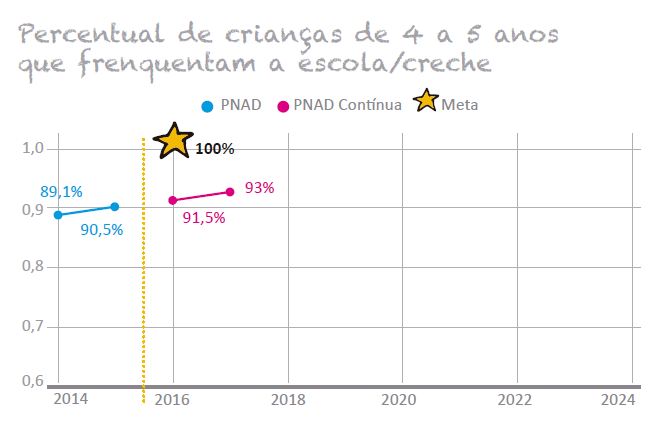 Percentual de crianças de 4 a 5 anos
que frenquentam a escola/creche
PNAD PNAD Contínua Meta
1,0
100%
89,1%
93%
0,9
91,5%
90,5%
0,8
0,7
0,6
2014 2016 2018 2020 2022 2024